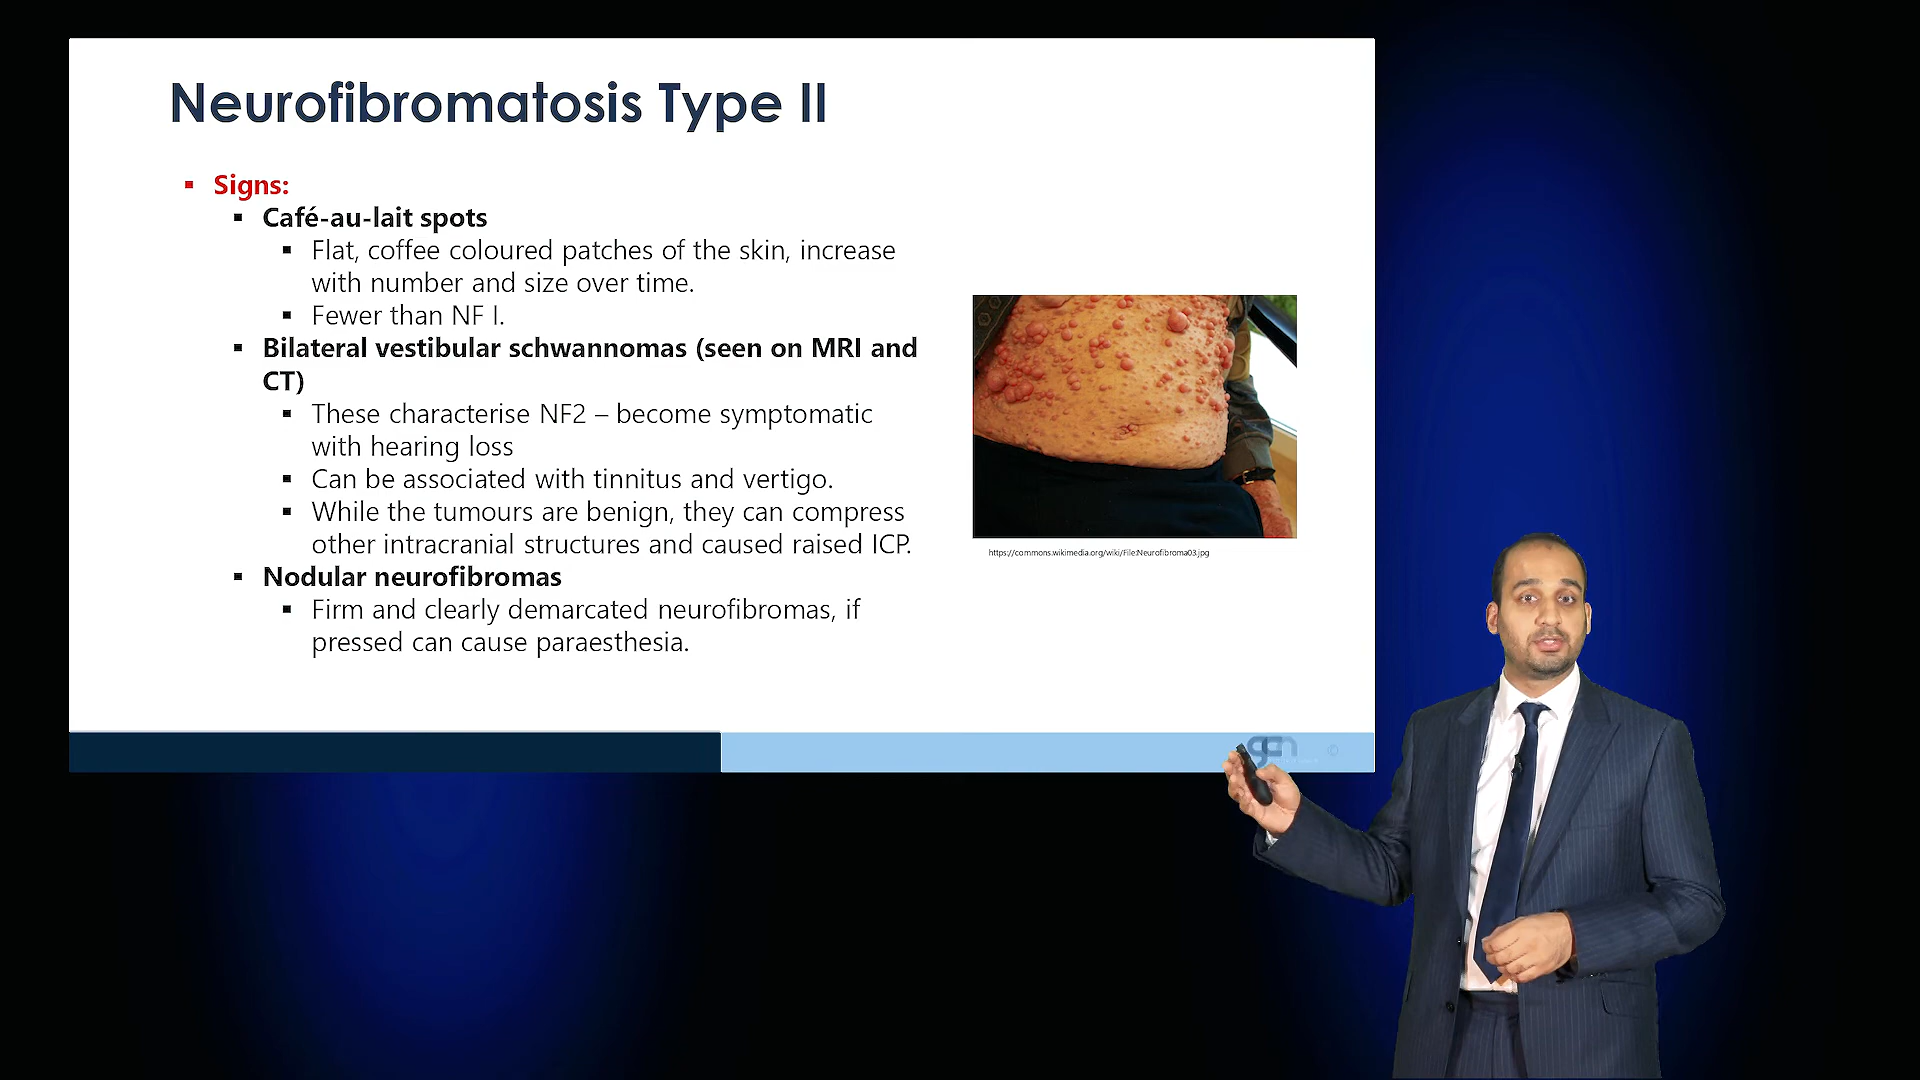 Neurofibromatosis Type II
Signs:
Café-au-lait spots
Flat, coffee coloured patches of the skin, increase
with number and size over time.
Fewer than NF I.
Bilateral vestibular schwannomas (seen on MRI and
CT)
These characterise NF2 – become symptomatic
with hearing loss
Can be associated with tinnitus and vertigo.
While the tumours are benign, they can compress
other intracranial structures and caused raised ICP.
Nodular neurofibromas
Firm and clearly demarcated neurofibromas, if
pressed can cause paraesthesia.
https://commons.wikimedia.org/wiki/File:Neurofibroma03.jpg
©